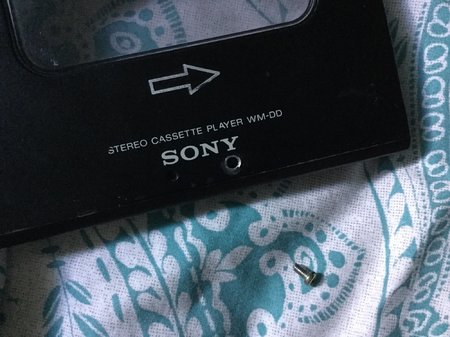 STEREO CASSETTE PLAYER WM-DD
SONY